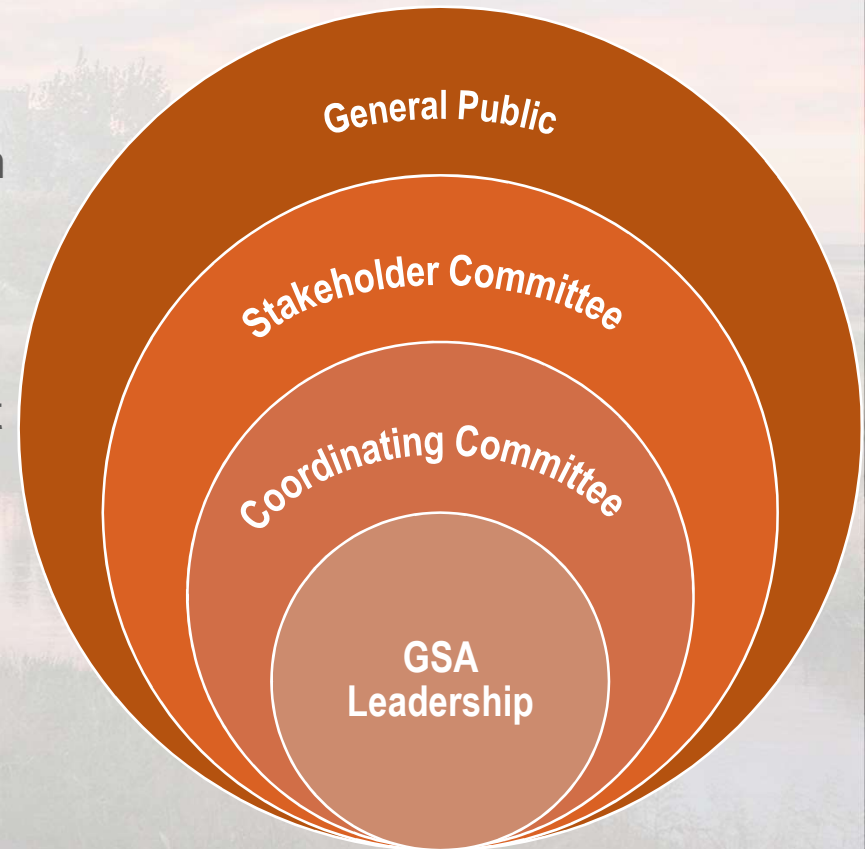 General Public
Stakeholder Committee
Coordinating Committee
GSA
Leadership